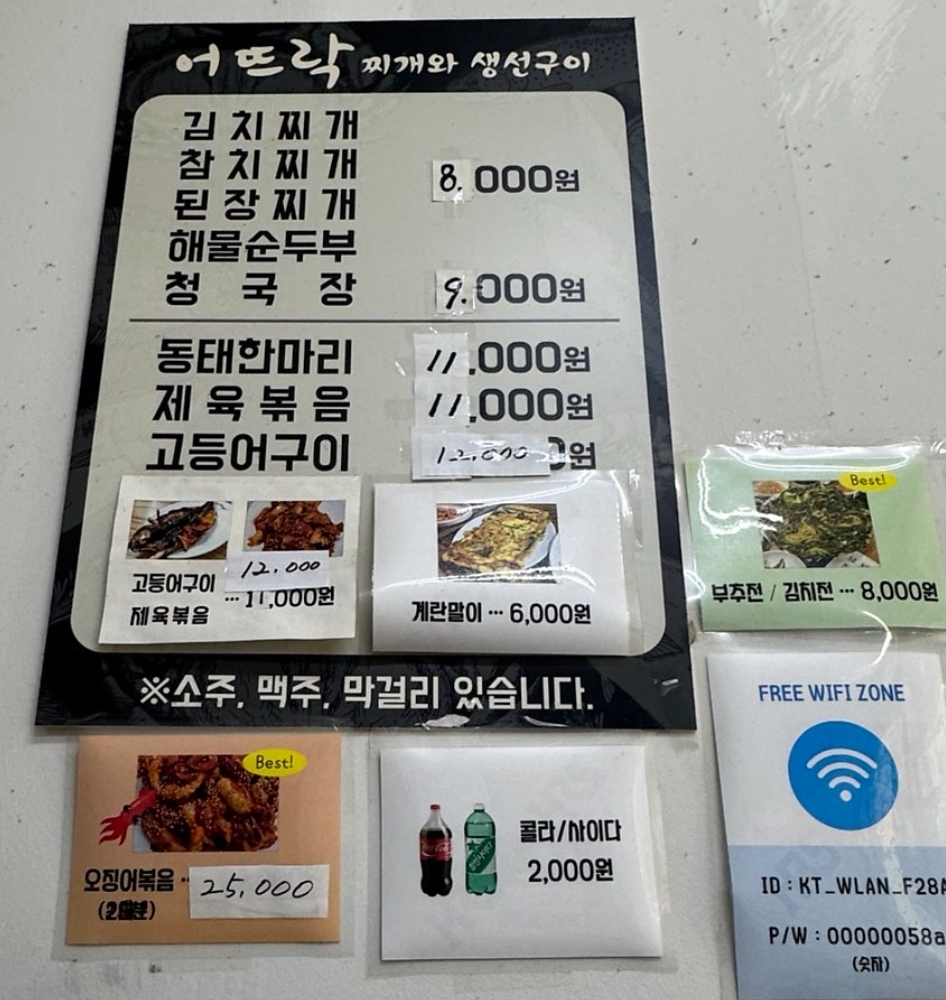 어뜨락 찌개와 생선구이
김치찌개
참치찌개
8.000원
된장찌개
해물순두부
청국장 9.000원
동태한마리 11,000원
제육볶음 11,000원
고등어구이 12.000원
고등어구이
12.000
제육볶음 … 11,000원
계란말이 … 6,000원
Best!
부추전 / 김치전 … 8,000원
※소주, 맥주, 막걸리 있습니다.
FREE WIFI ZONE
Best!
오징어볶음 25,000
콜라/사이다
2,000원
ID : KT_WLAN_F28A
P/W : 00000058a
(숫자)